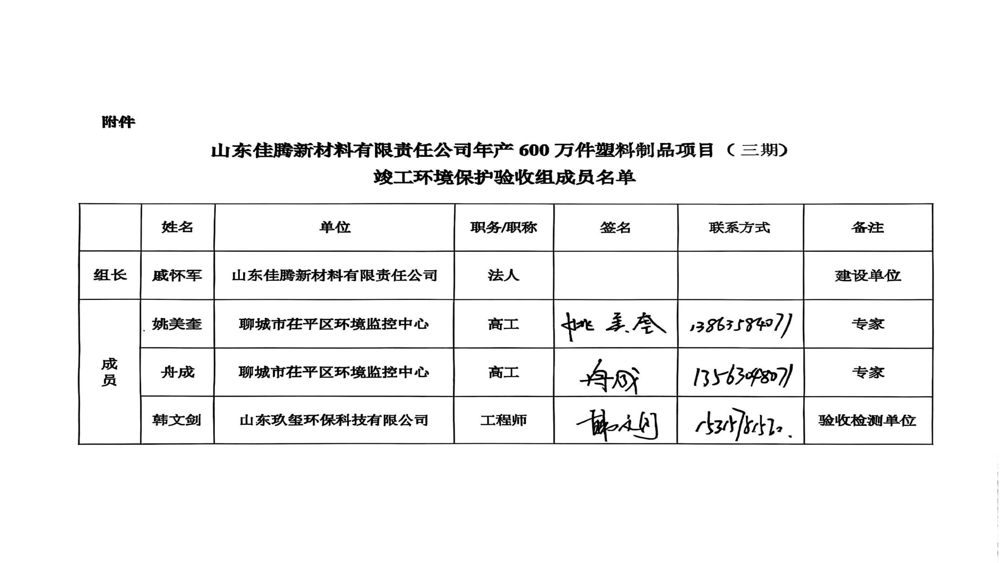 附件
山东佳腾新材料有限责任公司年产 600 万件塑料制品项目（三期）
竣工环境保护验收组成员名单
姓名 单位 职务/职称 签名 联系方式 备注
组长 戚怀军 山东佳腾新材料有限责任公司 法人 建设单位
成员
姚美奎 聊城市茌平区环境监控中心 高工 姚美奎 13863584071 专家
舟成 聊城市茌平区环境监控中心 高工 舟成 13563048071 专家
韩文剑 山东玖玺环保科技有限公司 工程师 韩文剑 验收检测单位